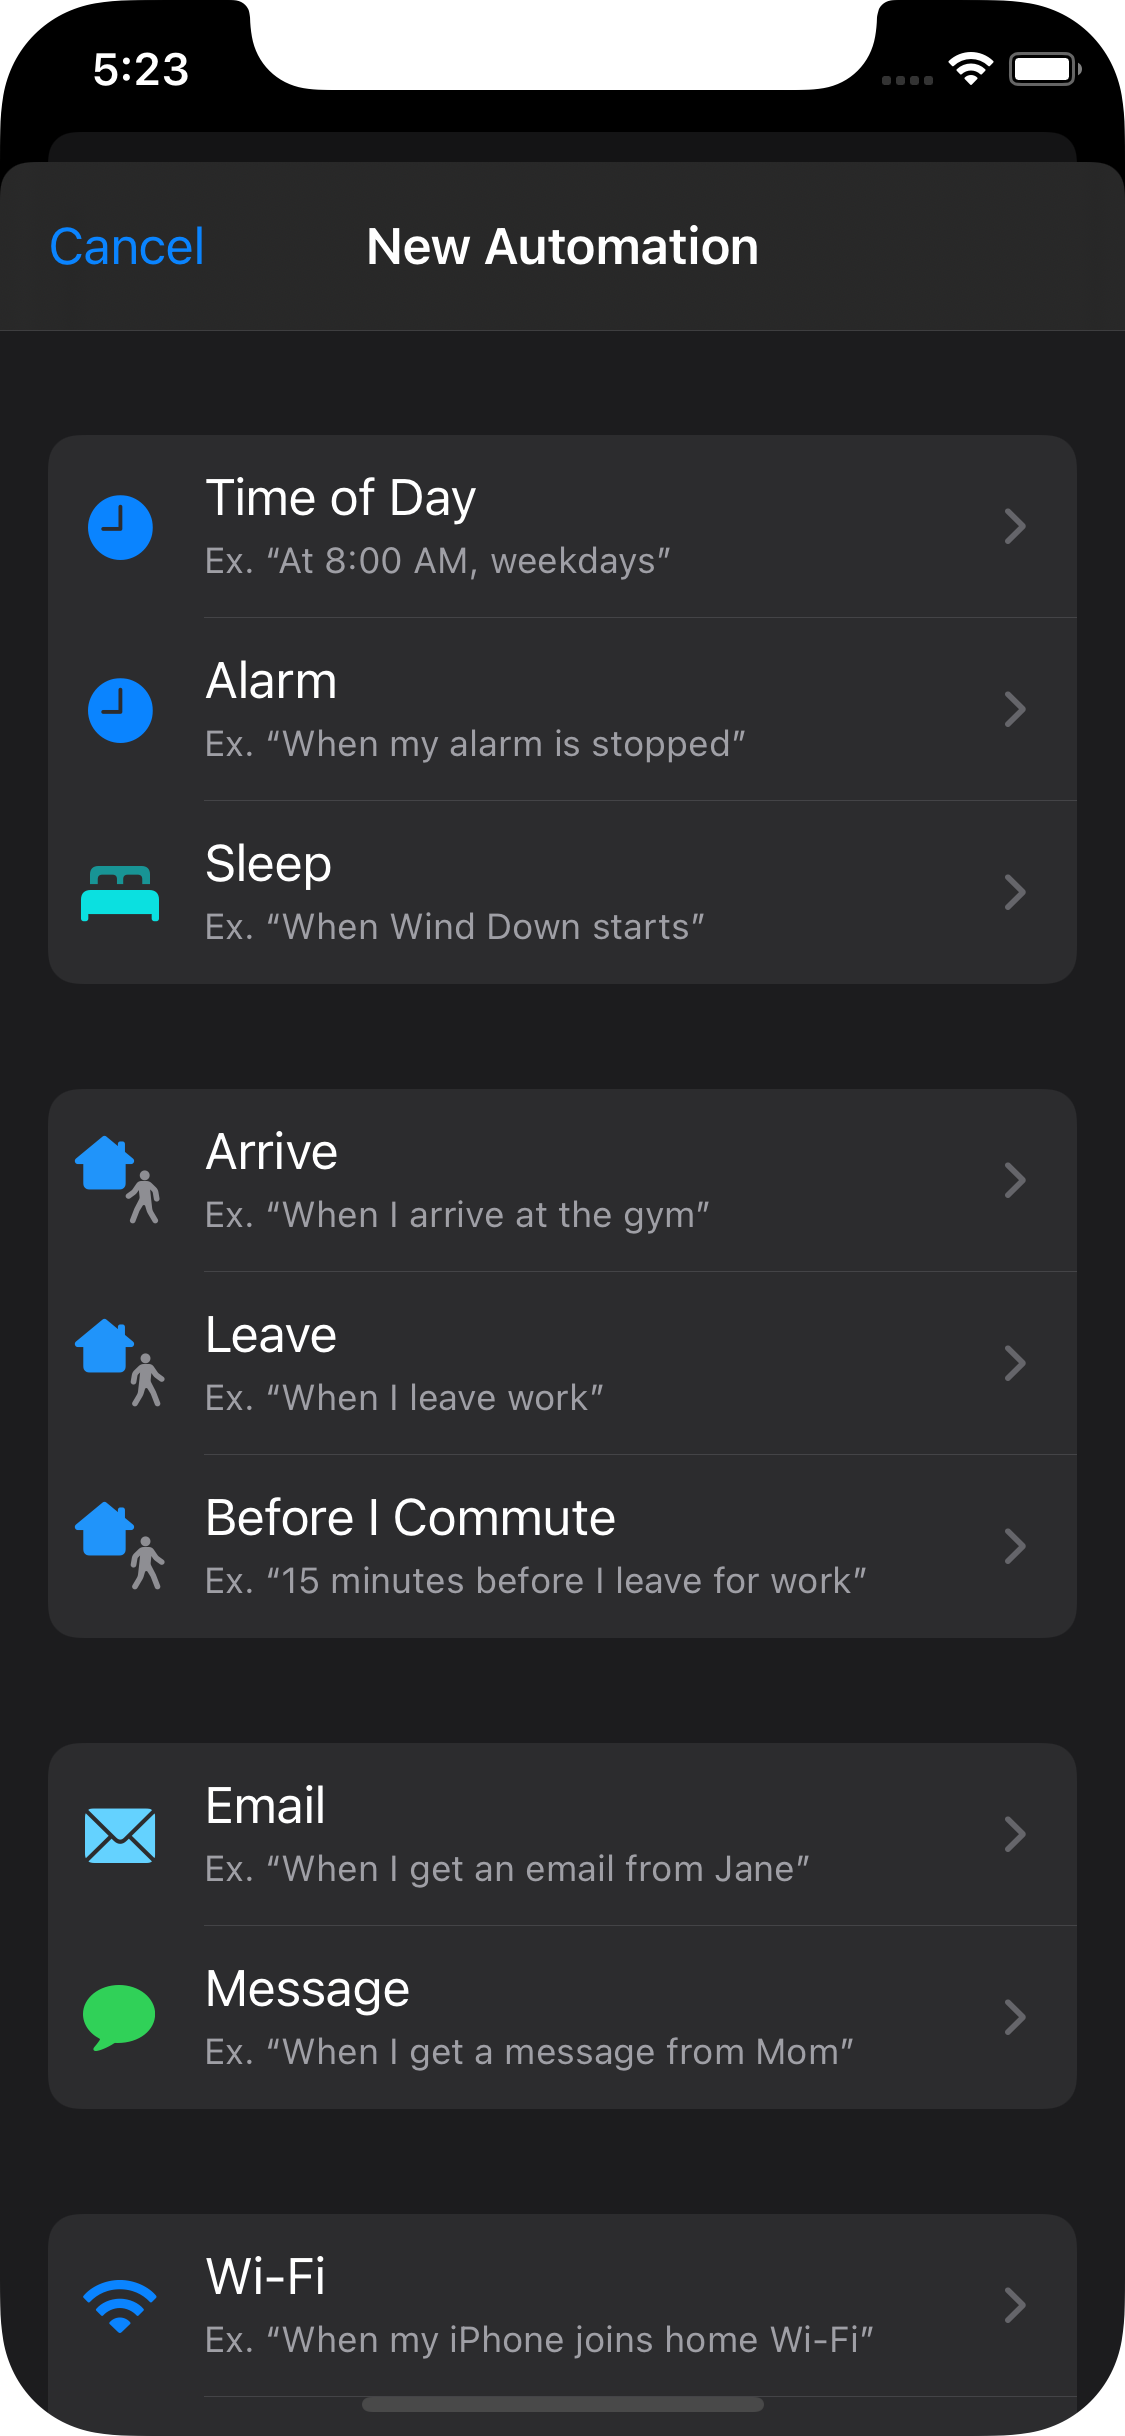 5:23
Cancel
New Automation
Time of Day
Ex. “At 8:00 AM, weekdays”
Alarm
Ex. “When my alarm is stopped”
Sleep
Ex. “When Wind Down starts”
Arrive
Ex. “When I arrive at the gym”
Leave
Ex. “When I leave work”
Before I Commute
Ex. “15 minutes before I leave for work”
Email
Ex. “When I get an email from Jane”
Message
Ex. “When I get a message from Mom”
Wi-Fi
Ex. “When my iPhone joins home Wi-Fi”